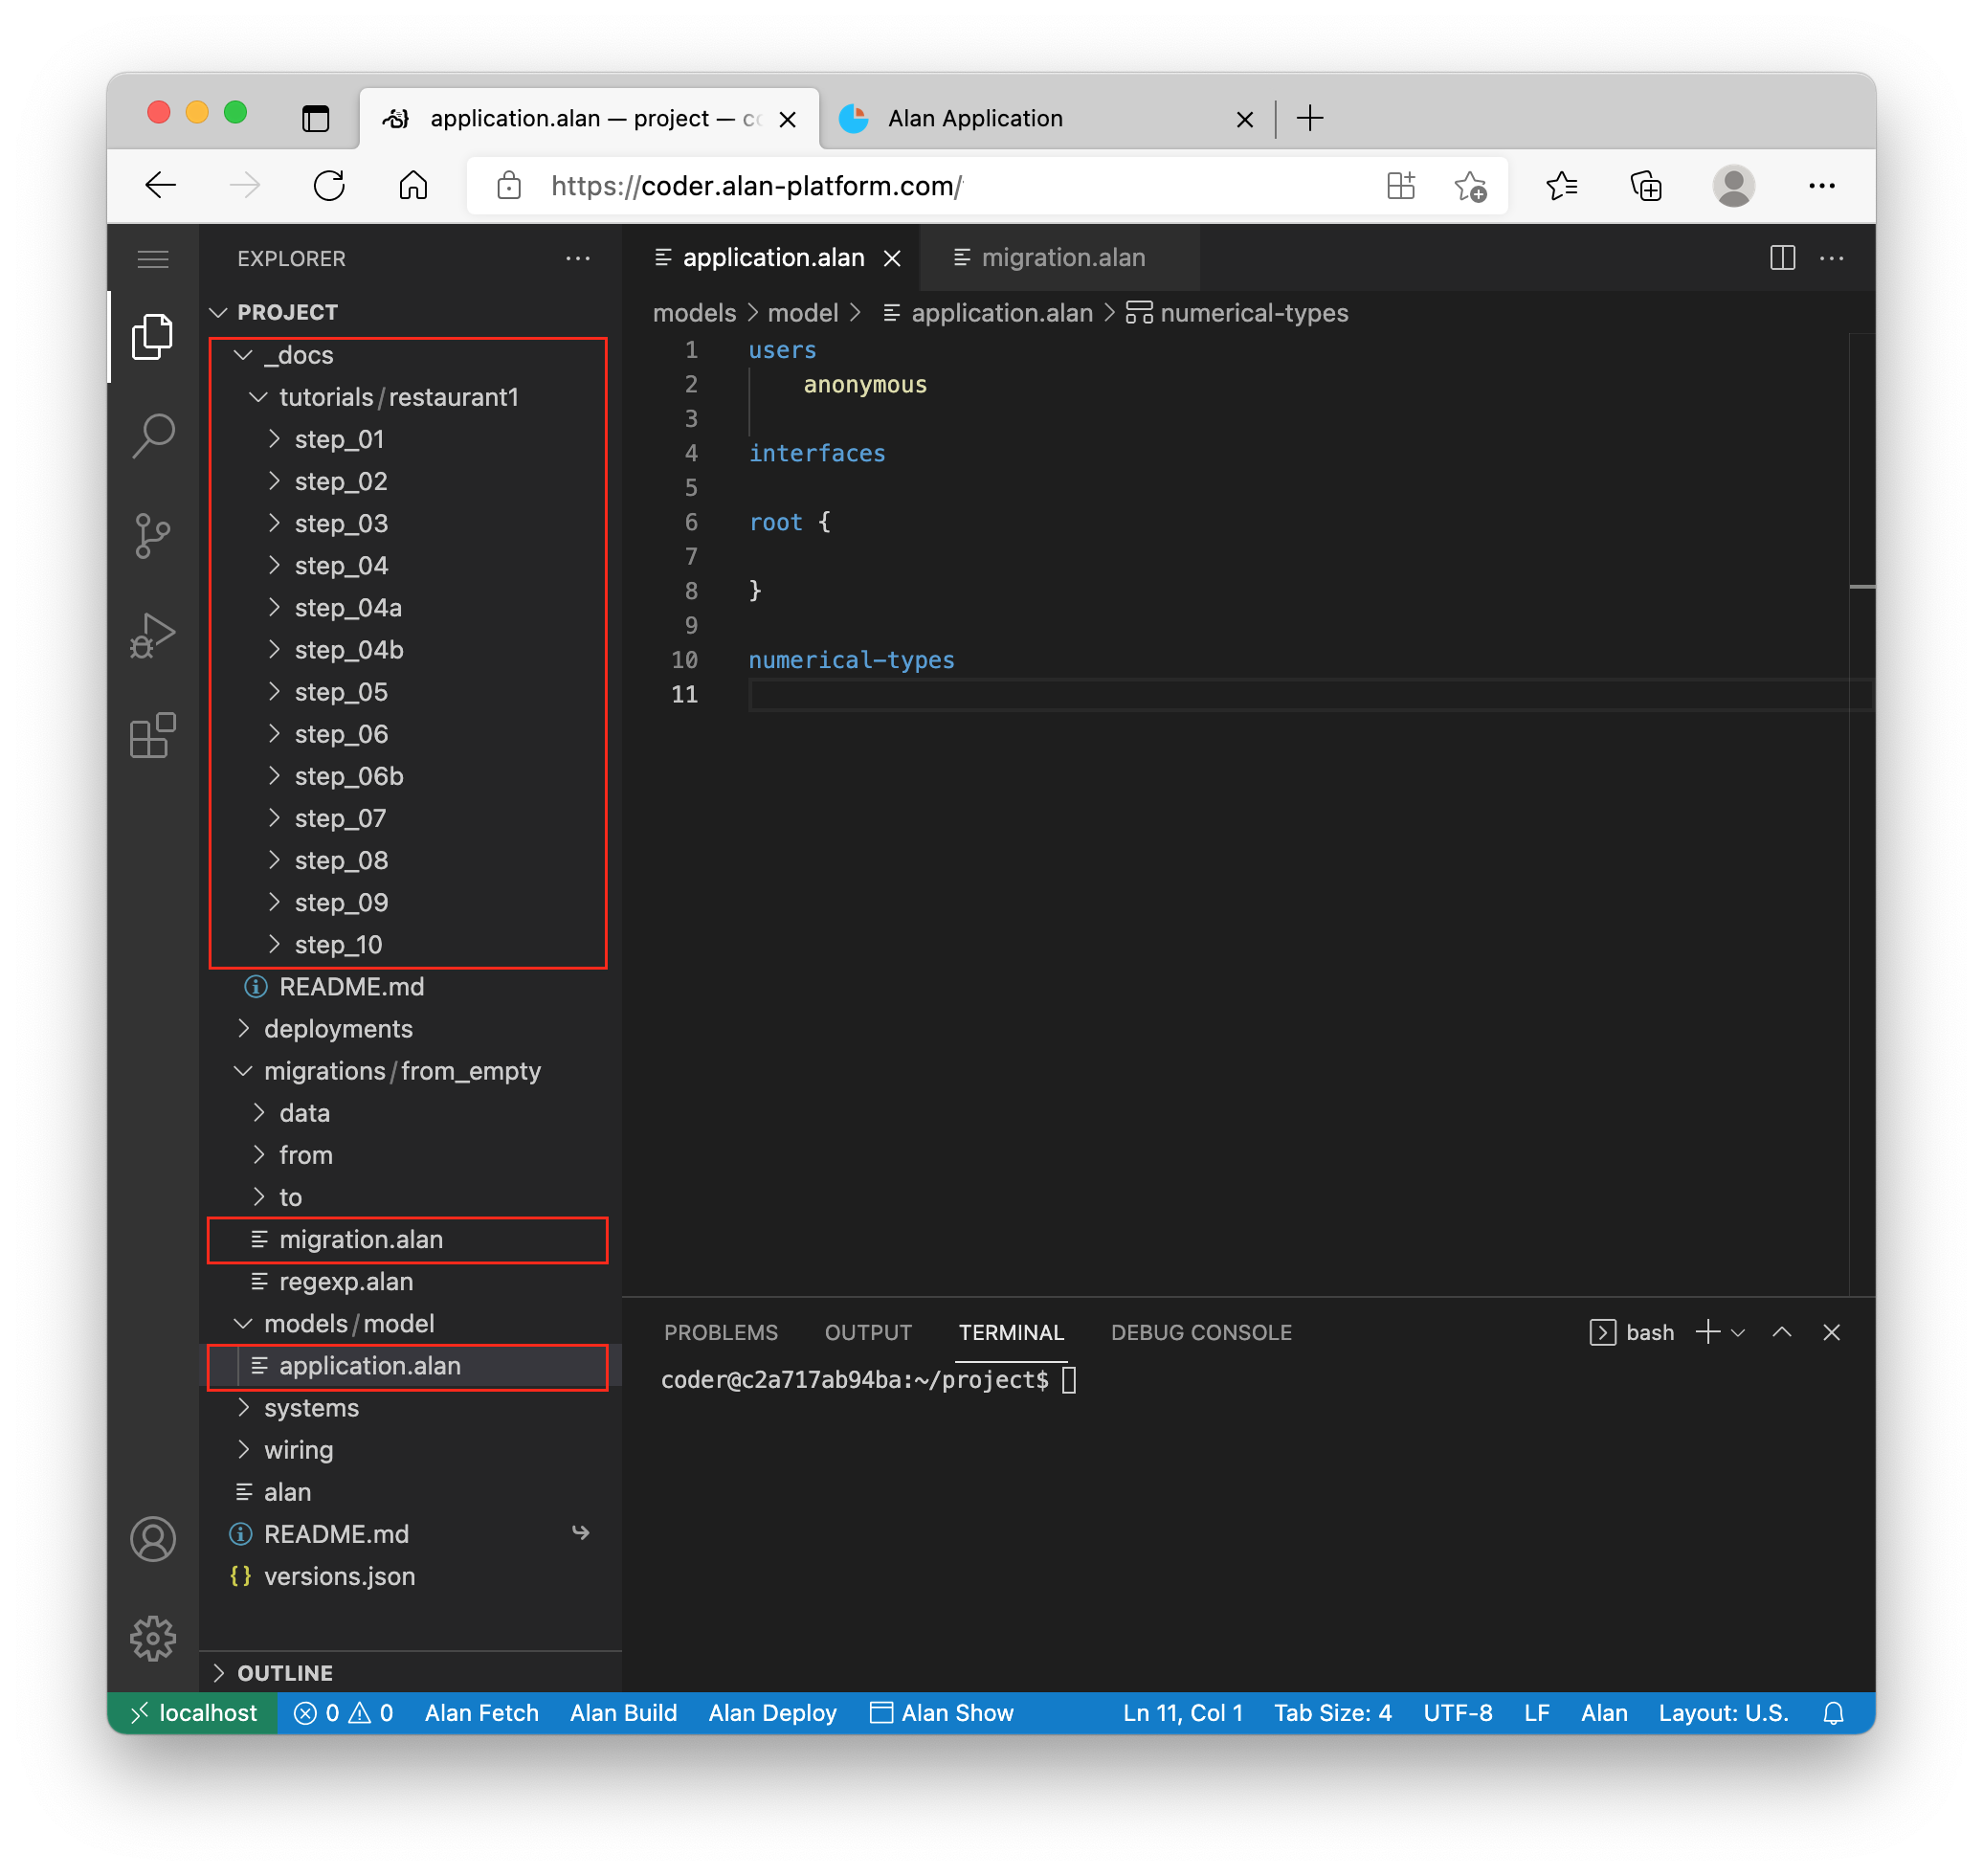 application.alan — project — co
Alan Application
https://coder.alan-platform.com/
EXPLORER
PROJECT
_docs
tutorials/restaurant1
step_01
step_02
step_03
step_04
step_04a
step_04b
step_05
step_06
step_06b
step_07
step_08
step_09
step_10
README.md
deployments
migrations/from_empty
data
from
to
migration.alan
regexp.alan
models/model
application.alan
systems
wiring
alan
README.md
versions.json
OUTLINE
application.alan
migration.alan
models > model > application.alan > numerical-types
1 users
2 anonymous
3
4 interfaces
5
6 root {
7
8 }
9
10 numerical-types
11
PROBLEMS OUTPUT TERMINAL DEBUG CONSOLE bash
coder@c2a717ab94ba:~/project$
localhost 0 0 Alan Fetch Alan Build Alan Deploy Alan Show Ln 11, Col 1 Tab Size: 4 UTF-8 LF Alan Layout: U.S.